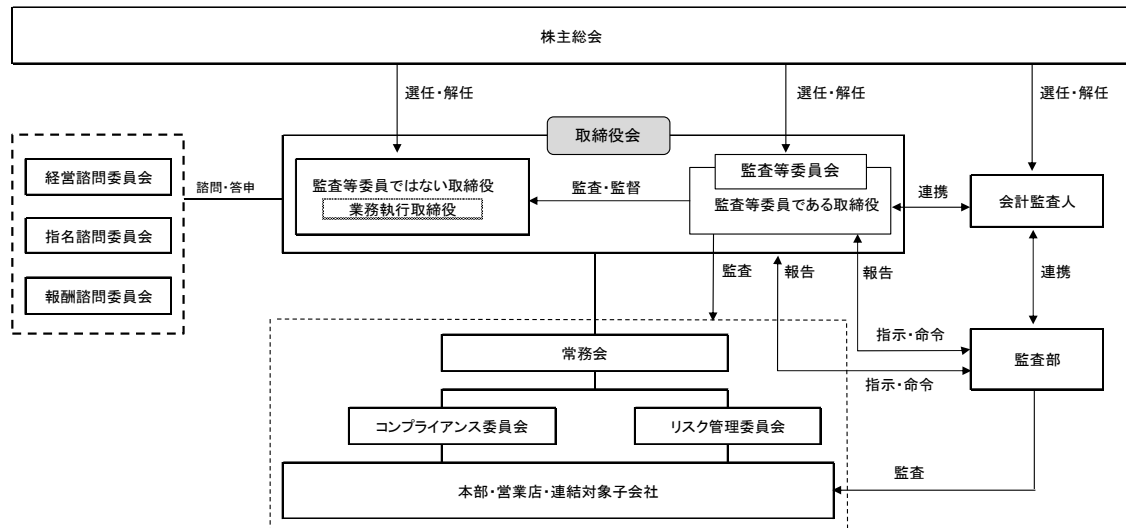 株主総会
選任・解任
選任・解任
選任・解任
取締役会
経営諮問委員会
指名諮問委員会
報酬諮問委員会
諮問・答申
監査等委員ではない取締役
業務執行取締役
監査・監督
監査等委員会
監査等委員である取締役
連携
会計監査人
監査
報告
報告
連携
常務会
指示・命令
指示・命令
監査部
コンプライアンス委員会
リスク管理委員会
本部・営業店・連結対象子会社
監査